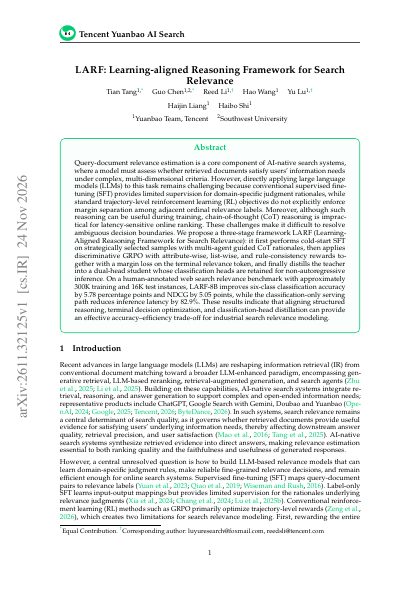 Tencent Yuanbao AI Search
LARF: Learning-aligned Reasoning Framework for Search
Relevance
Tian Tang1,* Guo Chen1,2,* Reed Li1,† Hao Wang1 Yu Lu1,†
Haijin Liang1 Haibo Shi1
1Yuanbao Team, Tencent 2Southwest University
Abstract
Query-document relevance estimation is a core component of AI-native search systems,
where a model must assess whether retrieved documents satisfy users' information needs
under complex, multi-dimensional criteria. However, directly applying large language
models (LLMs) to this task remains challenging because conventional supervised fine-
tuning (SFT) provides limited supervision for domain-specific judgment rationales, while
standard trajectory-level reinforcement learning (RL) objectives do not explicitly enforce
margin separation among adjacent ordinal relevance labels. Moreover, although such
reasoning can be useful during training, chain-of-thought (CoT) reasoning is imprac-
tical for latency-sensitive online ranking. These challenges make it difficult to resolve
ambiguous decision boundaries. We propose a three-stage framework LARF (Learning-
Aligned Reasoning Framework for Search Relevance): it first performs cold-start SFT
on strategically selected samples with multi-agent guided CoT rationales, then applies
discriminative GRPO with attribute-wise, list-wise, and rule-consistency rewards to-
gether with a margin loss on the terminal relevance token, and finally distills the teacher
into a dual-head student whose classification heads are retained for non-autoregressive
inference. On a human-annotated web search relevance benchmark with approximately
300K training and 16K test instances, LARF-8B improves six-class classification accuracy
by 5.78 percentage points and NDCG by 5.05 points, while the classification-only serving
path reduces inference latency by 82.9%. These results indicate that aligning structured
reasoning, terminal decision optimization, and classification-head distillation can provide
an effective accuracy-efficiency trade-off for industrial search relevance modeling.
arXiv:2611.32125v1 [cs.IR] 24 Nov 2026
1 Introduction
Recent advances in large language models (LLMs) are reshaping information retrieval (IR) from
conventional document matching toward a broader LLM-enhanced paradigm, encompassing gen-
erative retrieval, LLM-based reranking, retrieval-augmented generation, and search agents (Zhu
et al., 2025; Li et al., 2025). Building on these capabilities, AI-native search systems integrate re-
trieval, reasoning, and answer generation to support complex and open-ended information needs;
representative products include ChatGPT, Google Search with Gemini, Doubao and Yuanbao (Ope-
nAI, 2024; Google, 2025; Tencent, 2026; ByteDance, 2026). In such systems, search relevance remains
a central determinant of search quality, as it governs whether retrieved documents provide useful
evidence for satisfying users' underlying information needs, thereby affecting downstream answer
quality, retrieval precision, and user satisfaction (Mao et al., 2016; Tang et al., 2025). AI-native
search systems synthesize retrieved evidence into direct answers, making relevance estimation
essential to both ranking quality and the faithfulness and usefulness of generated responses.
However, a central unresolved question is how to build LLM-based relevance models that can
learn domain-specific judgment rules, make reliable fine-grained relevance decisions, and remain
efficient enough for online search systems. Supervised fine-tuning (SFT) maps query-document
pairs to relevance labels (Yuan et al., 2023; Qiao et al., 2019; Wiseman and Rush, 2016). Label-only
SFT learns input-output mappings but provides limited supervision for the rationales underlying
relevance judgments (Xia et al., 2024; Chang et al., 2024; Lu et al., 2025b). Conventional reinforce-
ment learning (RL) methods such as GRPO primarily optimize trajectory-level rewards (Zeng et al.,
2026), which creates two limitations for search relevance modeling. First, rewarding the entire
*Equal Contribution. †Corresponding author: luyuresearch@foxmail.com, reedsli@tencent.com
1